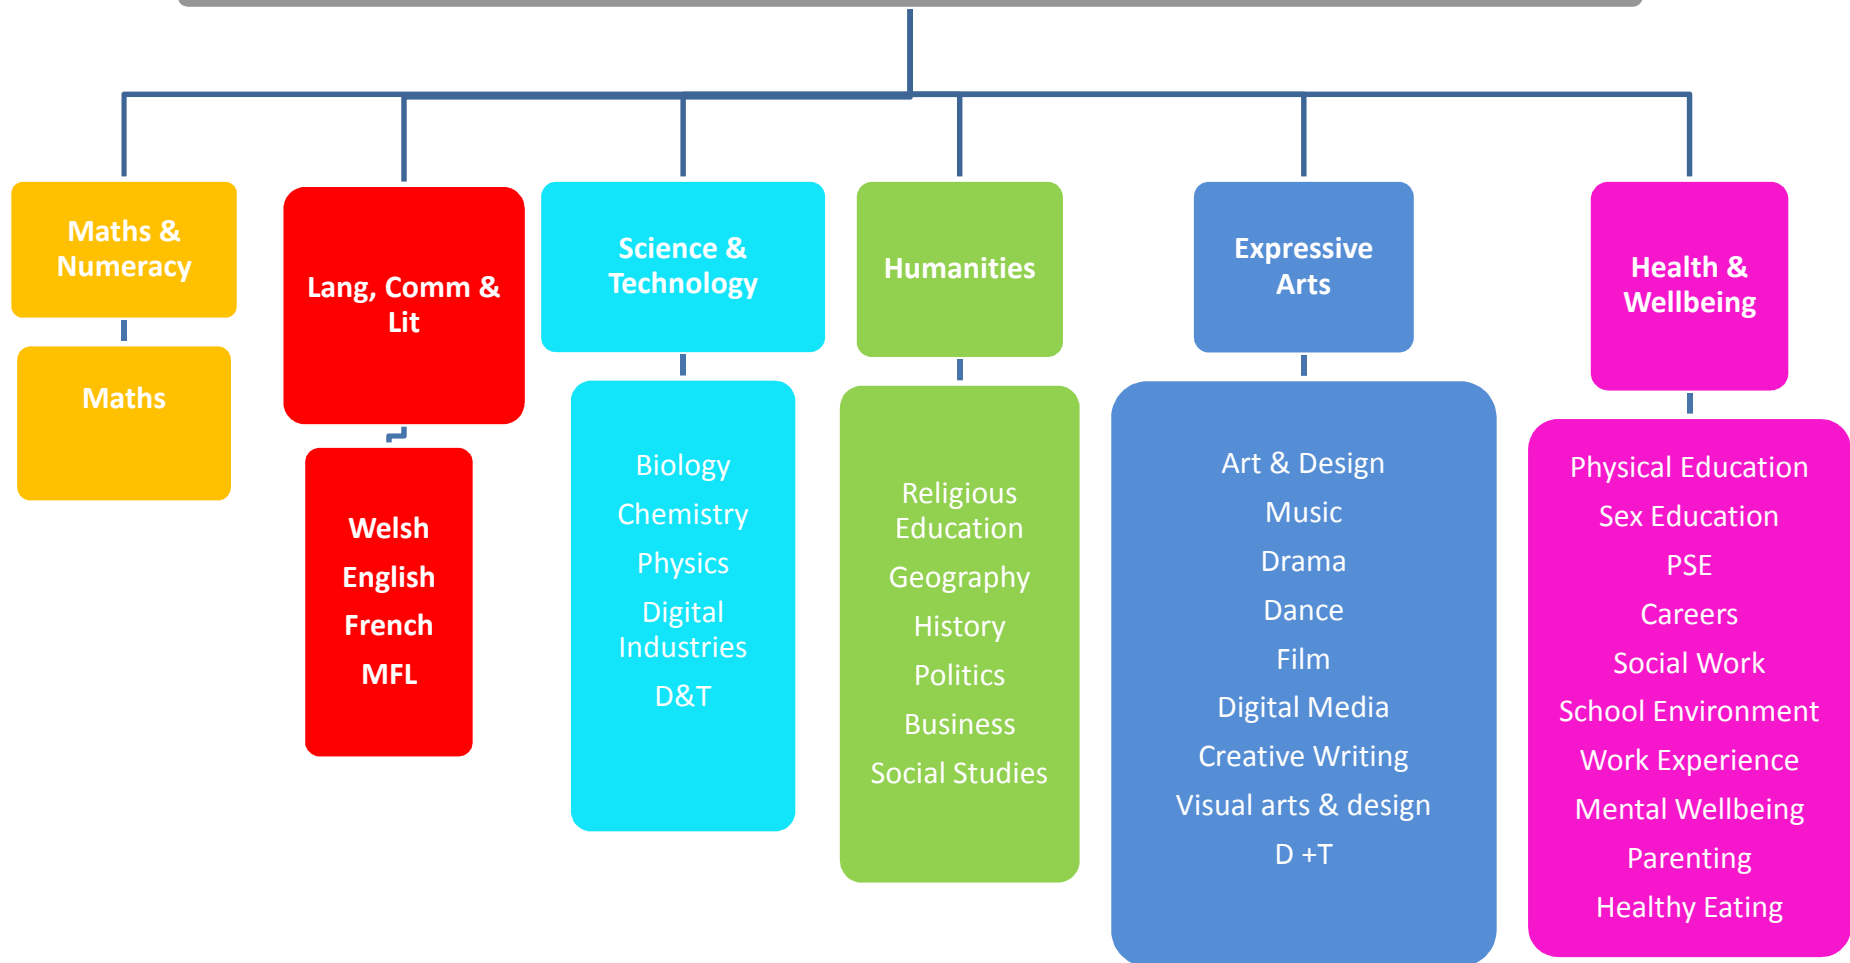 Maths &
Numeracy
Maths
Lang, Comm &
Lit
Welsh
English
French
MFL
Science &
Technology
Biology
Chemistry
Physics
Digital
Industries
D&T
Humanities
Religious
Education
Geography
History
Politics
Business
Social Studies
Expressive
Arts
Art & Design
Music
Drama
Dance
Film
Digital Media
Creative Writing
Visual arts & design
D +T
Health &
Wellbeing
Physical Education
Sex Education
PSE
Careers
Social Work
School Environment
Work Experience
Mental Wellbeing
Parenting
Healthy Eating